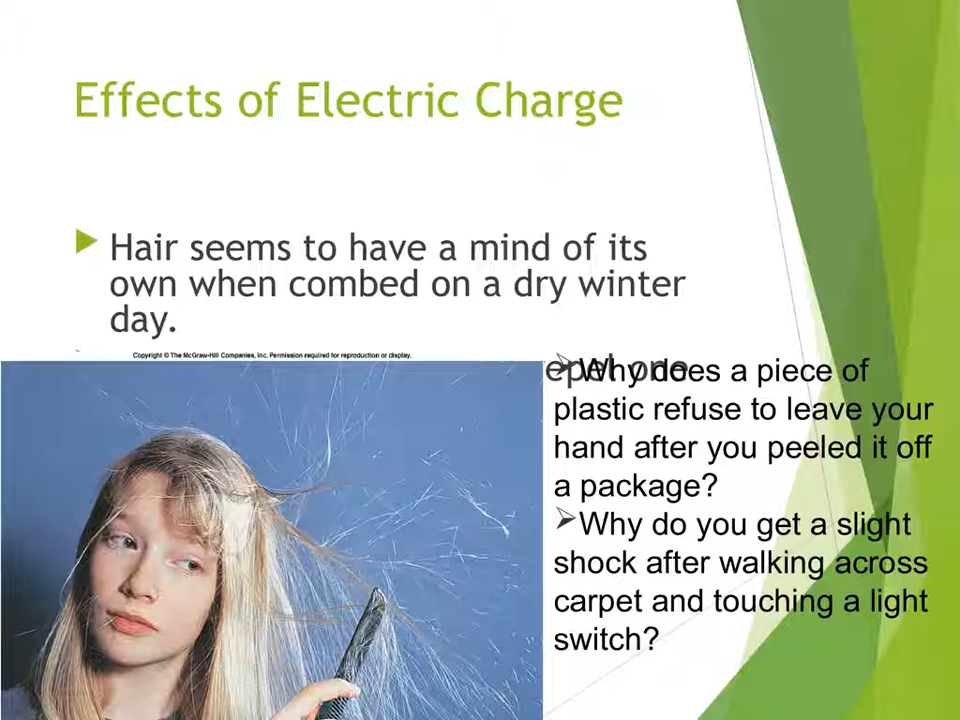 Effects of Electric Charge
Hair seems to have a mind of its
own when combed on a dry winter
day.
Copyright © The McGraw-Hill Companies, Inc. Permission required for reproduction or display.
epel one
Why does a piece of
plastic refuse to leave your
hand after you peeled it off
a package?
Why do you get a slight
shock after walking across
carpet and touching a light
switch?